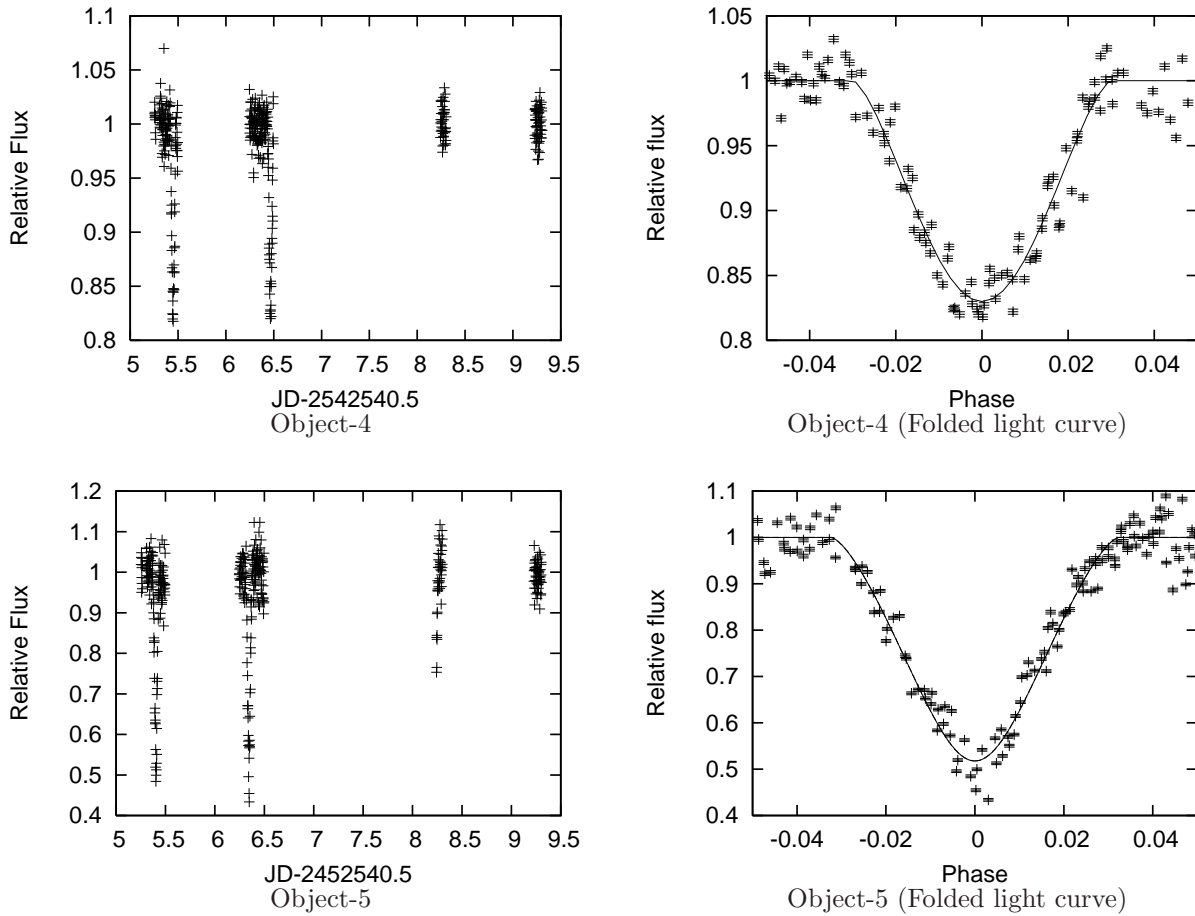 1.1
1.05
1
0.95
0.9
0.85
0.8
Relative Flux
5 5.5 6 6.5 7 7.5 8 8.5 9 9.5
JD-2542540.5
Object-4
1.05
1
0.95
0.9
0.85
0.8
Relative flux
-0.04 -0.02 0 0.02 0.04
Phase
Object-4 (Folded light curve)
1.2
1.1
1
0.9
0.8
0.7
0.6
0.5
0.4
Relative Flux
5 5.5 6 6.5 7 7.5 8 8.5 9 9.5
JD-2452540.5
Object-5
1.1
1
0.9
0.8
0.7
0.6
0.5
0.4
Relative flux
-0.04 -0.02 0 0.02 0.04
Phase
Object-5 (Folded light curve)